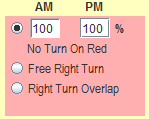 AM PM
100 100 %
No Turn On Red
Free Right Turn
Right Turn Overlap